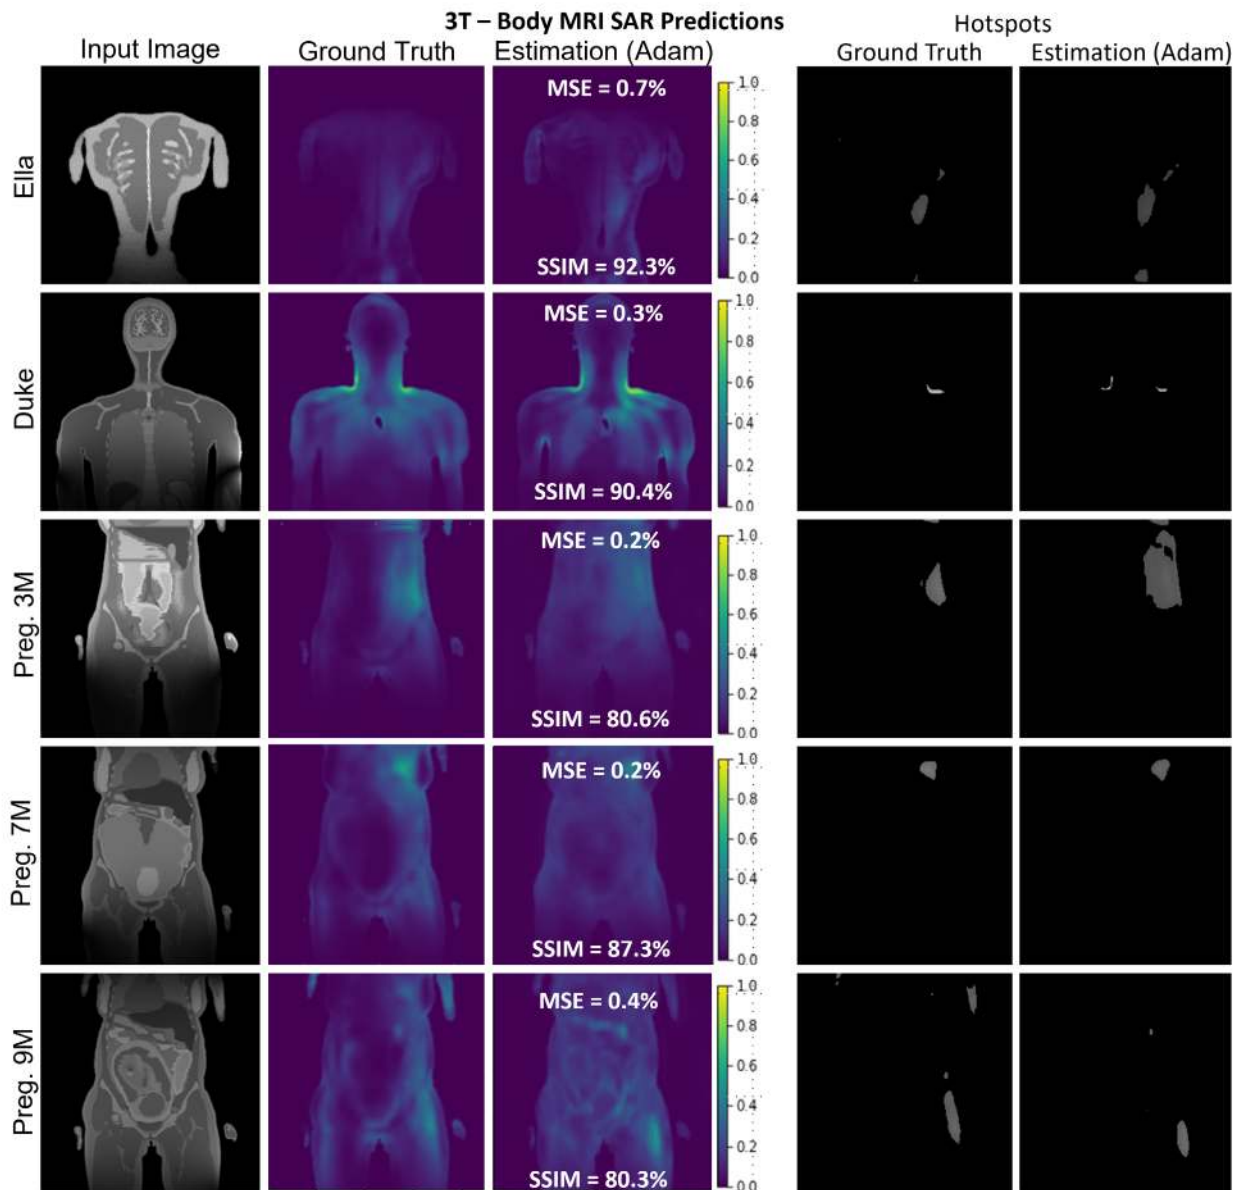 3T – Body MRI SAR Predictions
Hotspots
Input Image
Ground Truth
Estimation (Adam)
Ground Truth
Estimation (Adam)
Ella
MSE = 0.7%
SSIM = 92.3%
1.0
0.8
0.6
0.4
0.2
0.0
Duke
MSE = 0.3%
SSIM = 90.4%
1.0
0.8
0.6
0.4
0.2
0.0
Preg. 3M
MSE = 0.2%
SSIM = 80.6%
1.0
0.8
0.6
0.4
0.2
0.0
Preg. 7M
MSE = 0.2%
SSIM = 87.3%
1.0
0.8
0.6
0.4
0.2
0.0
Preg. 9M
MSE = 0.4%
SSIM = 80.3%
1.0
0.8
0.6
0.4
0.2
0.0